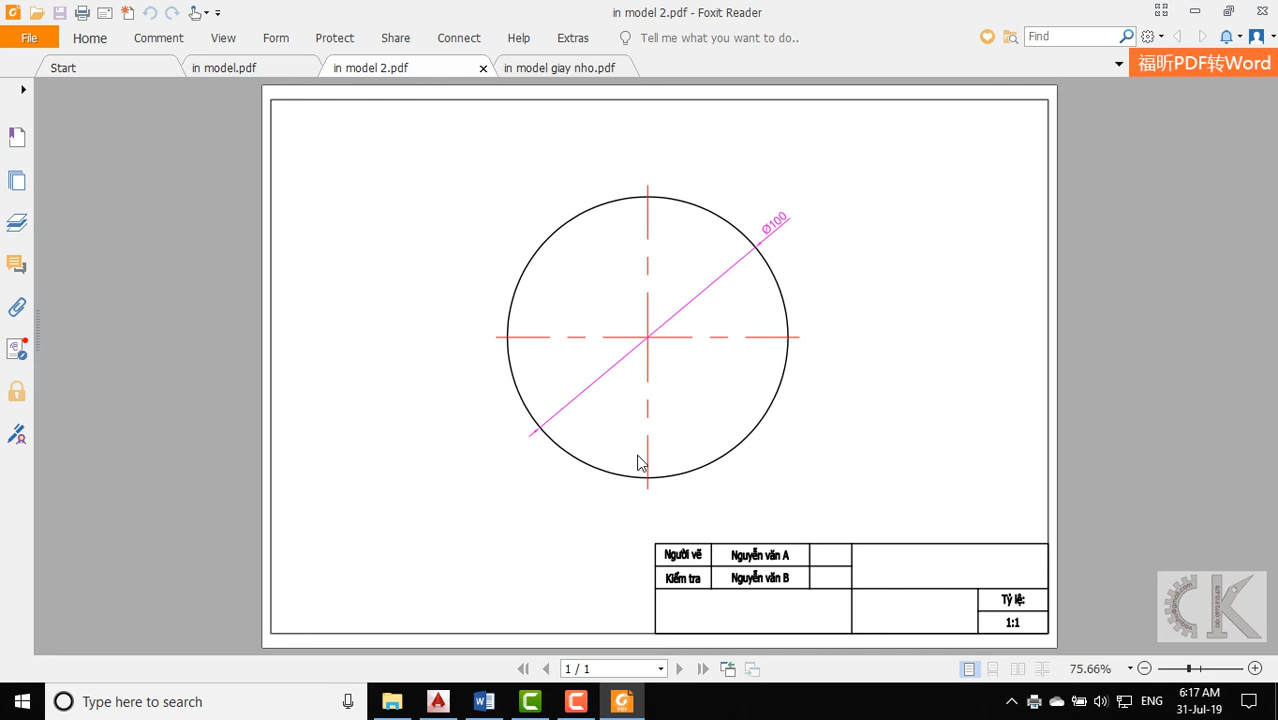 in model 2.pdf - Foxit Reader
File Home Comment View Form Protect Share Connect Help Extras Tell me what you want to do.. Find
Start in model.pdf in model 2.pdf in model giay nho.pdf
福昕PDF转Word
Ø100
Người vẽ Nguyễn văn A
Kiểm tra Nguyễn văn B
Tỷ lệ:
1:1
CK
1 / 1 75.66%
Type here to search
ENG
6:17 AM
31-Jul-19